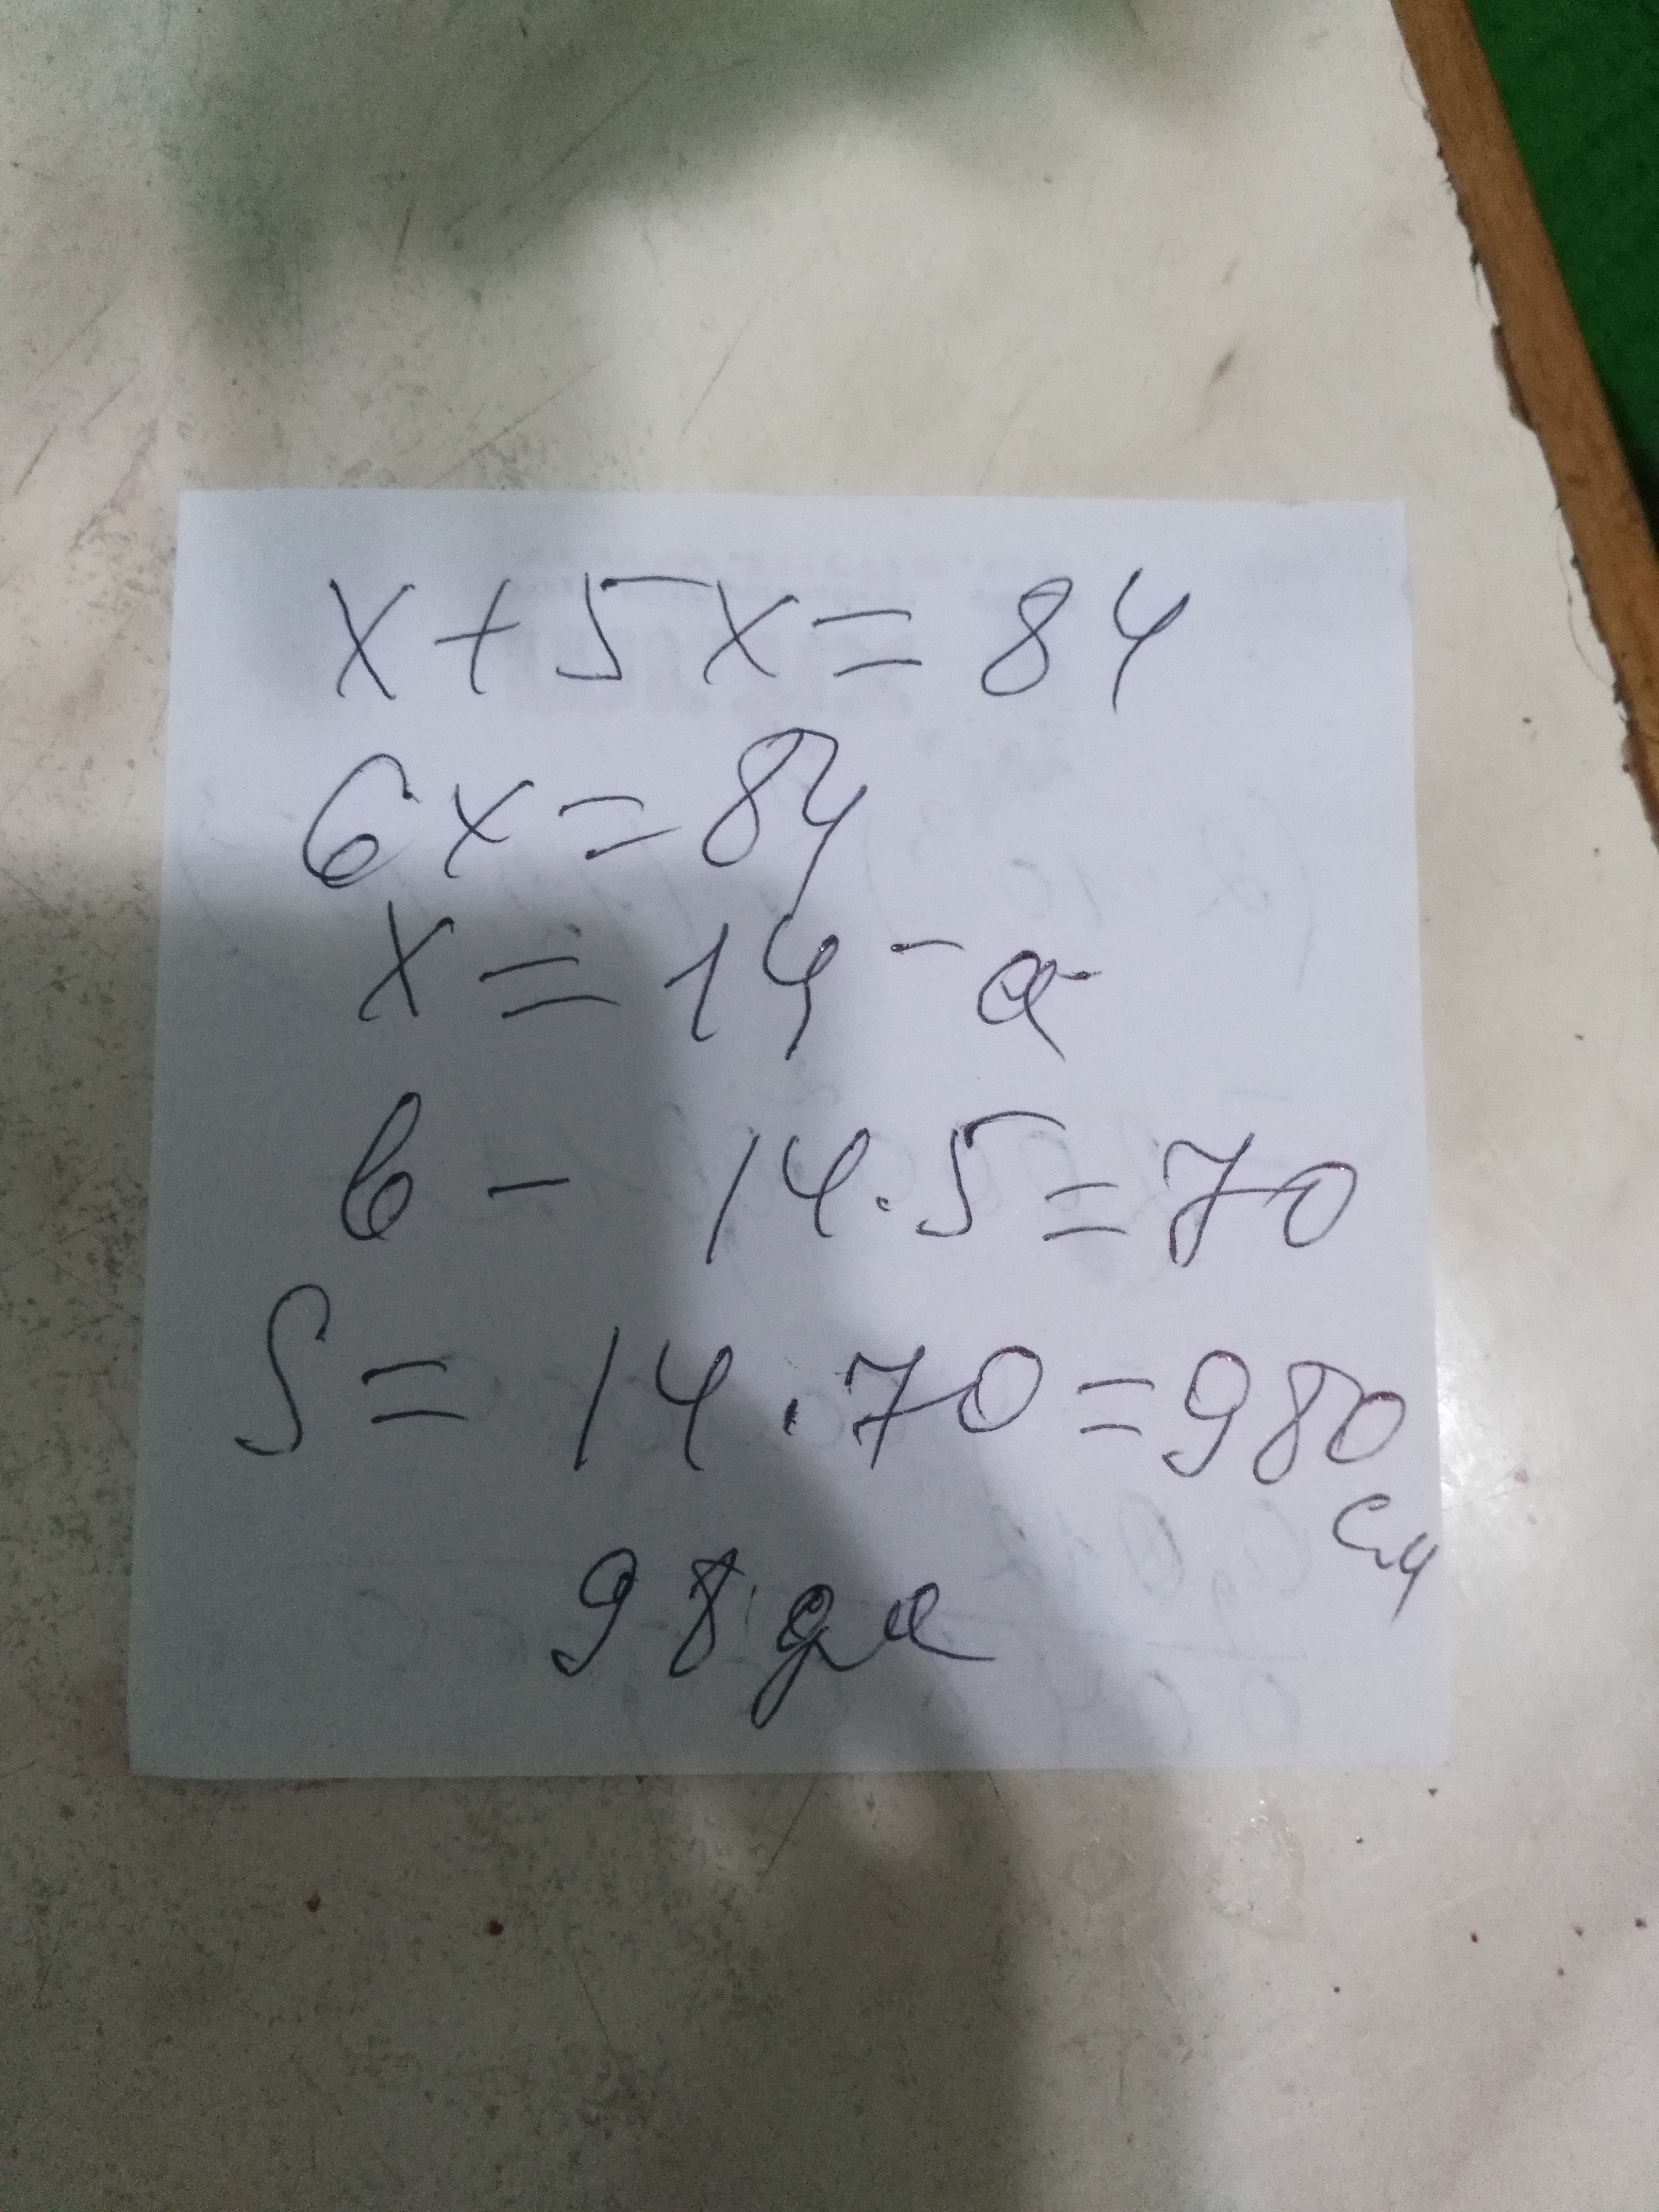 x+5x=84
6x=84
x=14-a
b- 14.5=70
S= 14.70=980
см
98 да